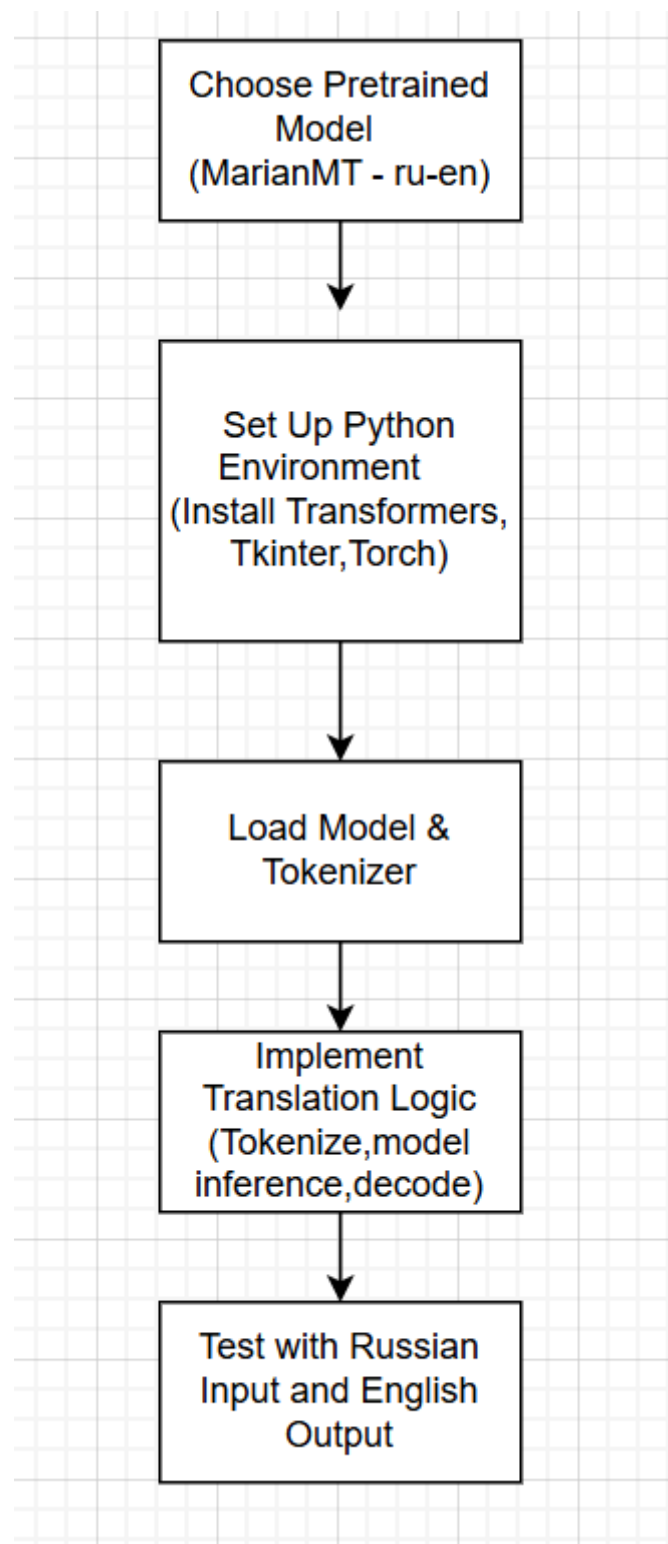 Choose Pretrained
Model
(MarianMT - ru-en)
Set Up Python
Environment
(Install Transformers,
Tkinter,Torch)
Load Model &
Tokenizer
Implement
Translation Logic
(Tokenize,model
inference,decode)
Test with Russian
Input and English
Output